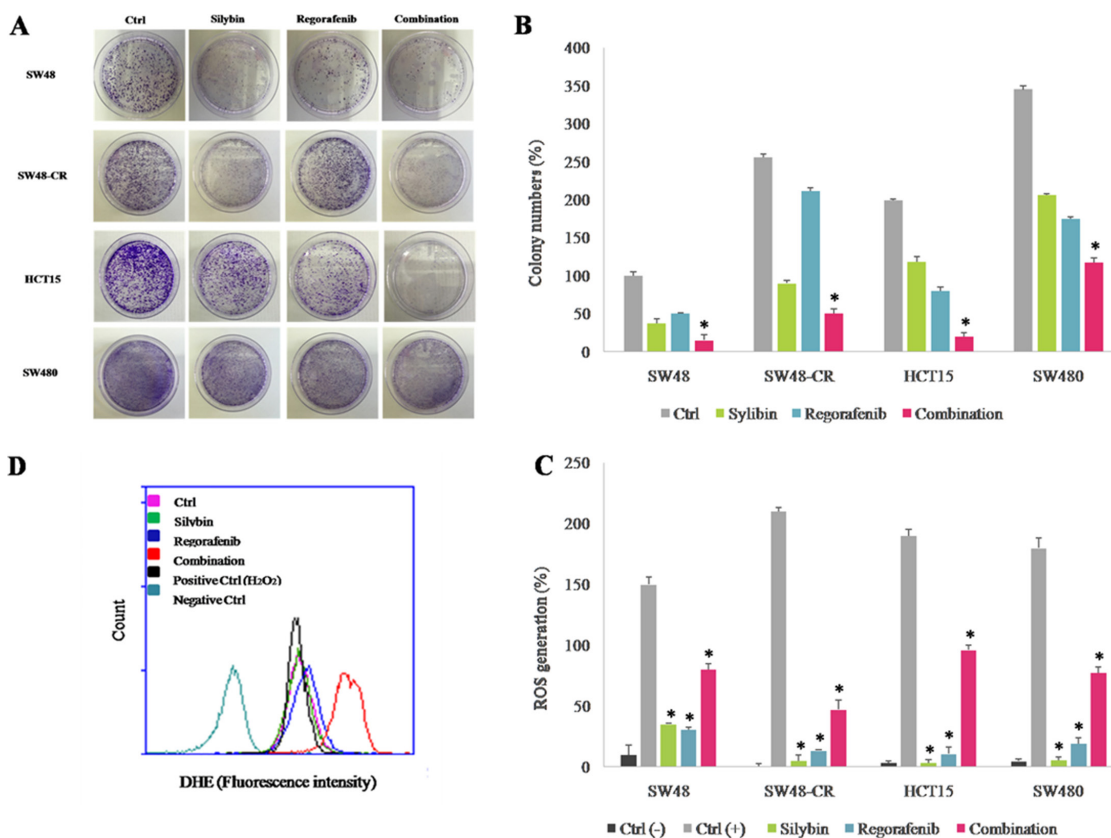 A
Ctrl Silybin Regorafenib Combination
SW48
SW48-CR
HCT15
SW480
B
Colony numbers (%)
400
350
300
250
200
150
100
50
0
* * * *
SW48 SW48-CR HCT15 SW480
Ctrl Sylibin Regorafenib Combination
D
Ctrl
Silybin
Regorafenib
Combination
Positive Ctrl (H2O2)
Negative Ctrl
Count
DHE (Fluorescence intensity)
C
ROS generation (%)
250
200
150
100
50
0
* * * * * * * * * * * *
SW48 SW48-CR HCT15 SW480
Ctrl (-) Ctrl (+) Silybin Regorafenib Combination